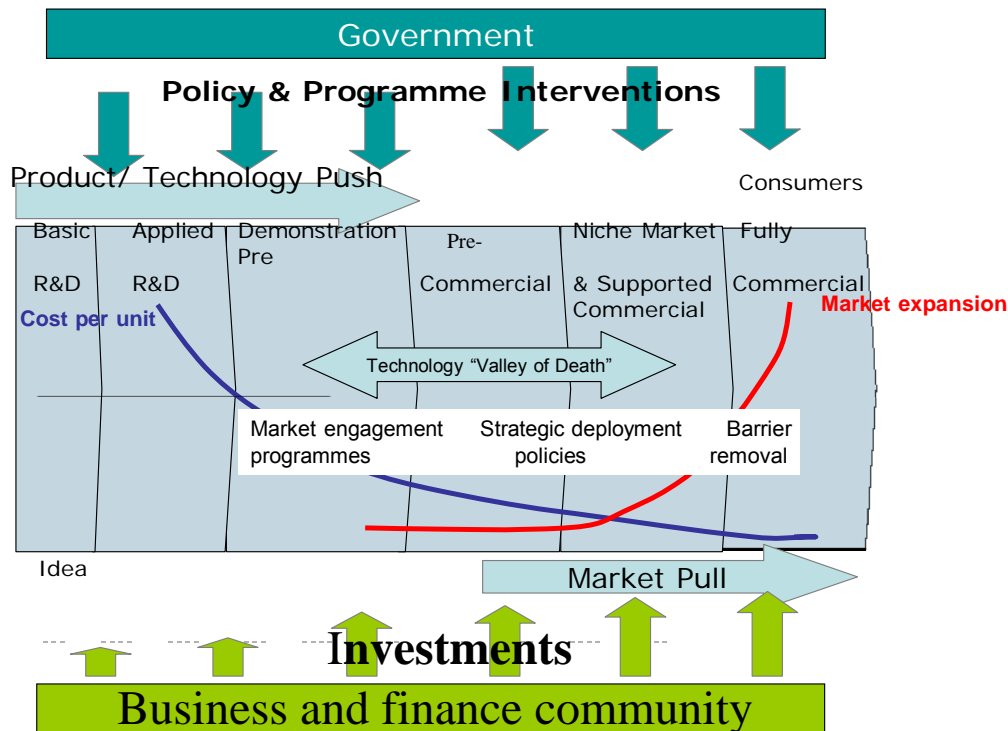 Government
Policy & Programme Interventions
Product/ Technology Push
Consumers
Basic
R&D
Applied
R&D
Demonstration
Pre
Pre-
Commercial
Niche Market
& Supported
Commercial
Fully
Commercial
Cost per unit
Market expansion
Technology “Valley of Death”
Market engagement
programmes
Strategic deployment
policies
Barrier
removal
Idea
Market Pull
Investments
Business and finance community